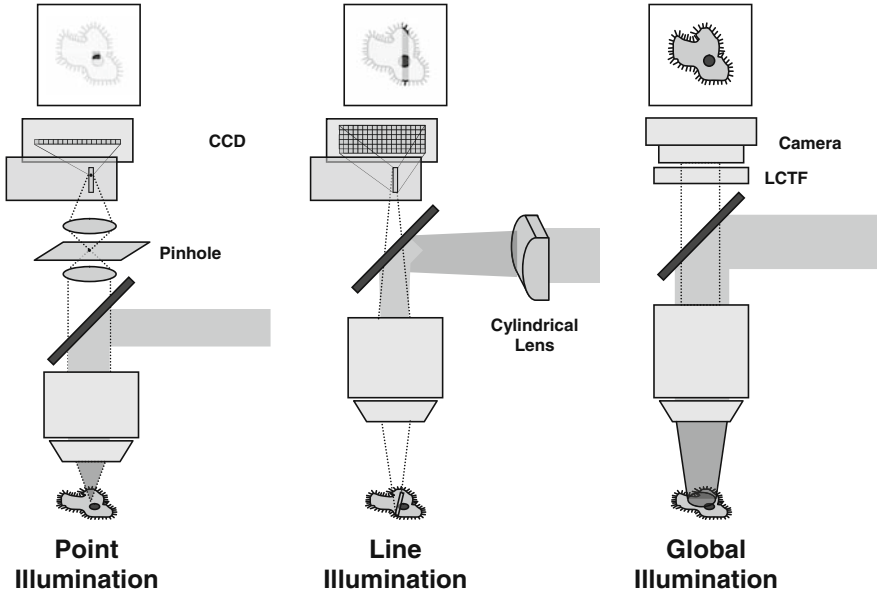 CCD
Pinhole
Point
Illumination
Cylindrical
Lens
Line
Illumination
Camera
LCTF
Global
Illumination